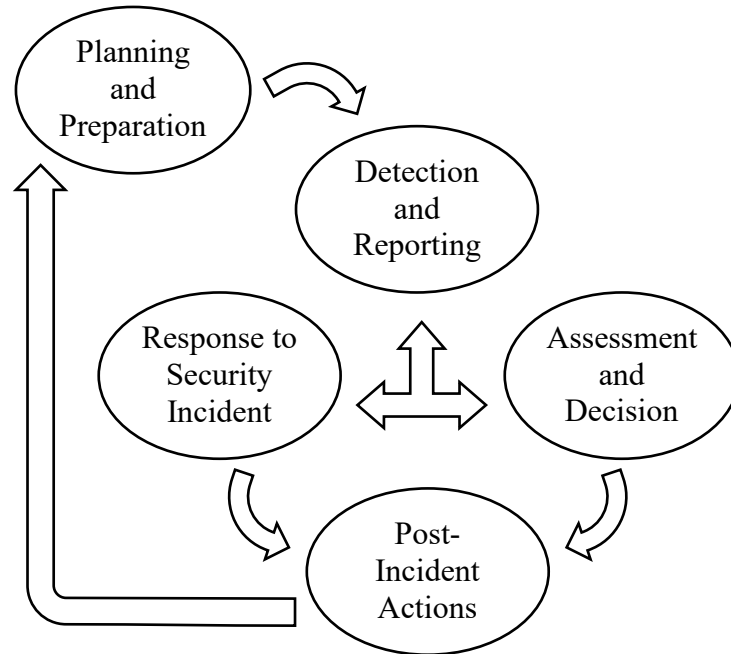 Planning
and
Preparation
Detection
and
Reporting
Response to
Security
Incident
Assessment
and
Decision
Post-
Incident
Actions